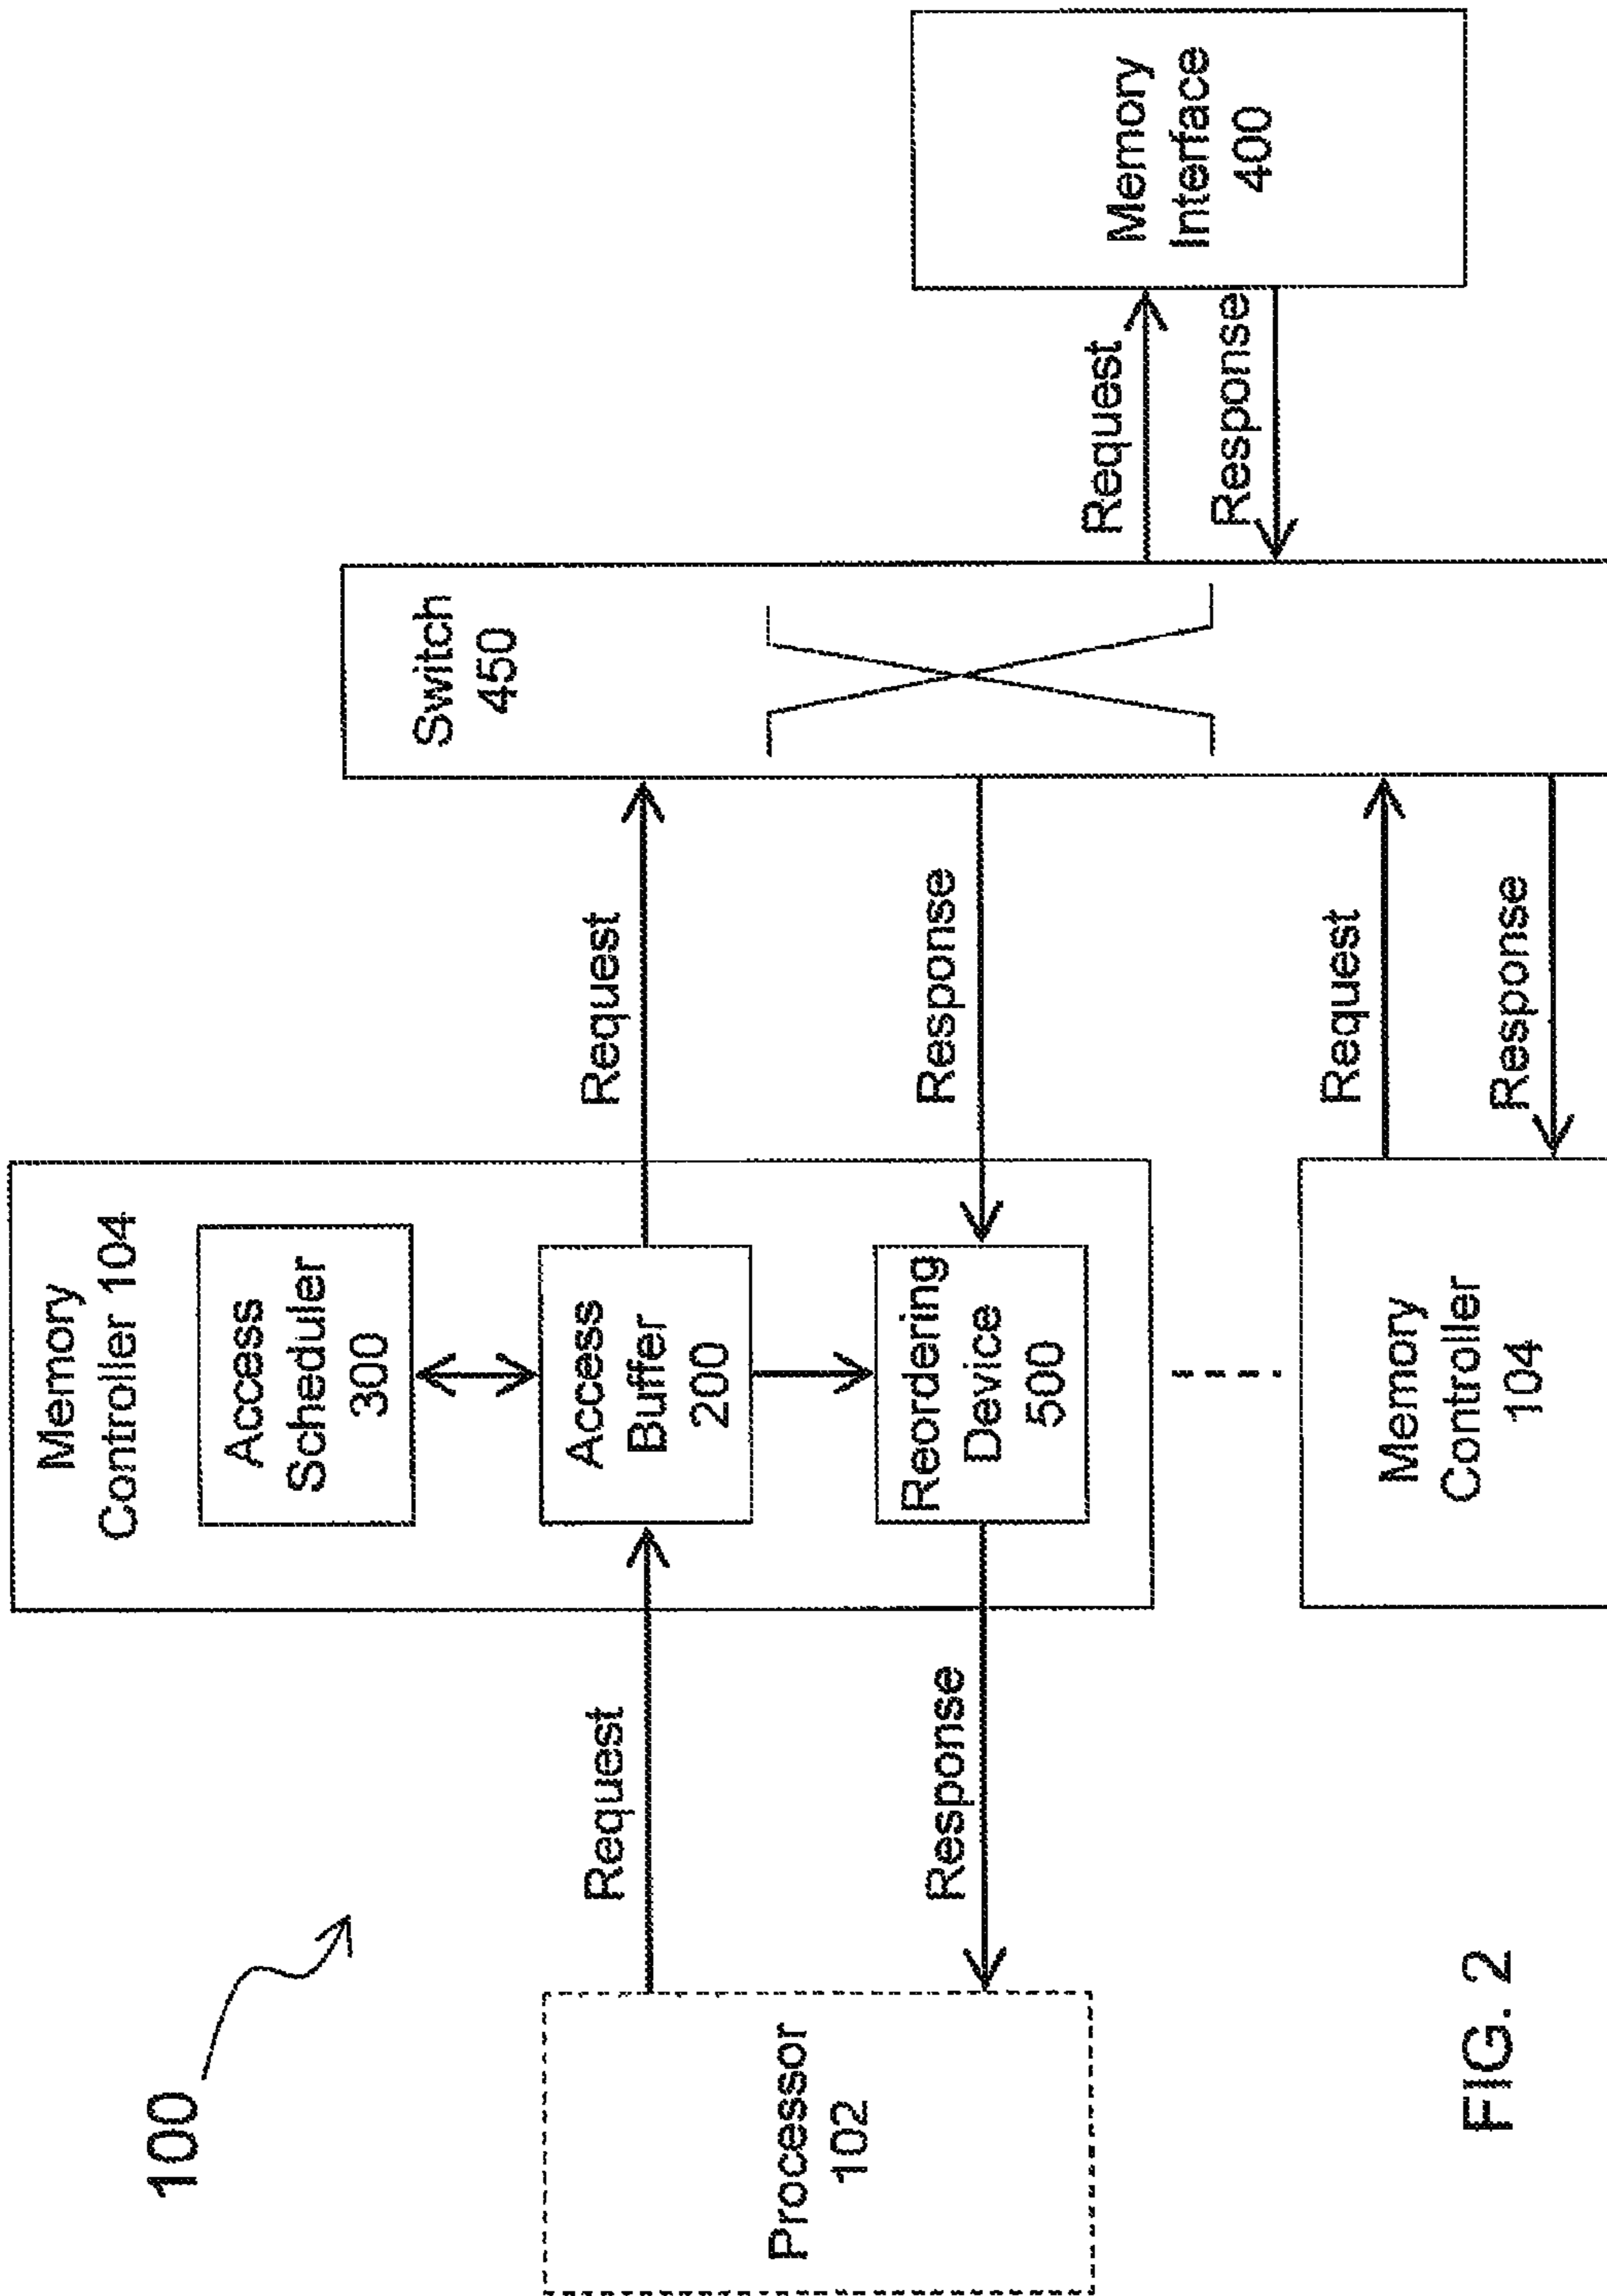 100
Processor
102
Request
Response
Memory
Controller 104
Access
Scheduler
300
Access
Buffer
200
Reordering
Device
500
Memory
Controller
104
Request
Response
Request
Response
Switch
450
Request
Response
Memory
Interface
400
FIG. 2